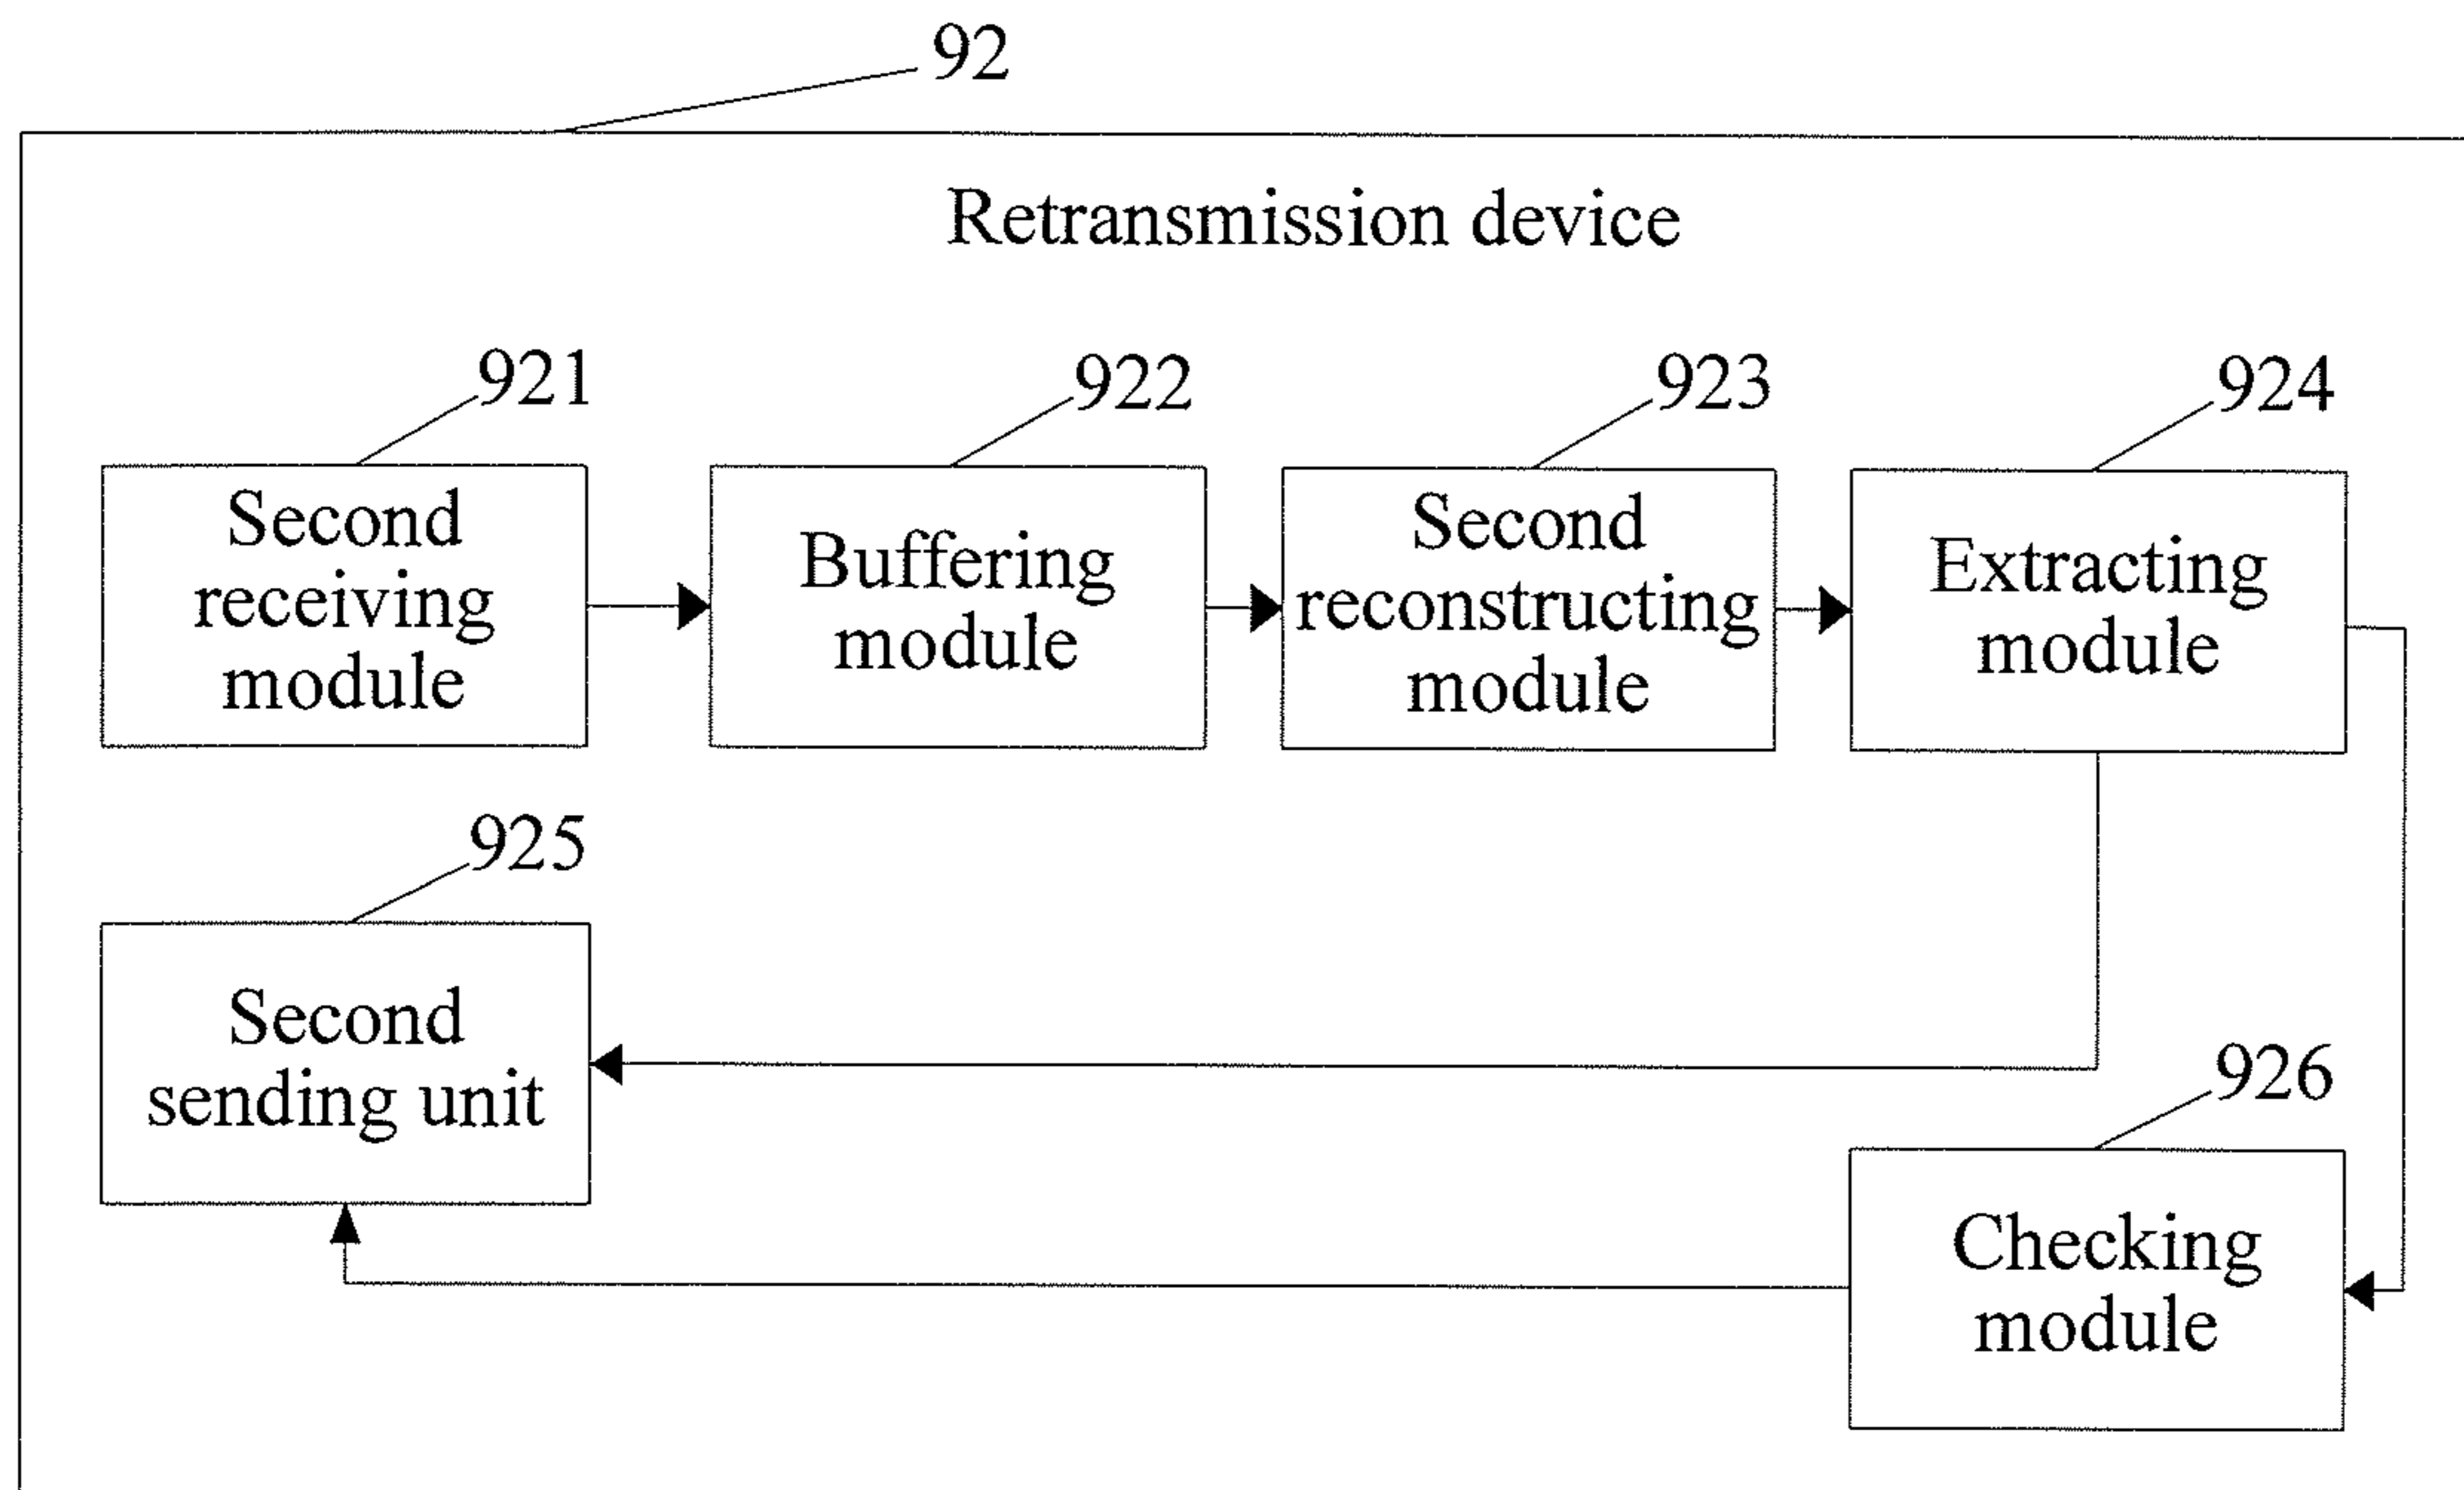 92
Retransmission device
921
922
923
924
Second
receiving
module
Buffering
module
Second
reconstructing
module
Extracting
module
925
Second
sending unit
926
Checking
module